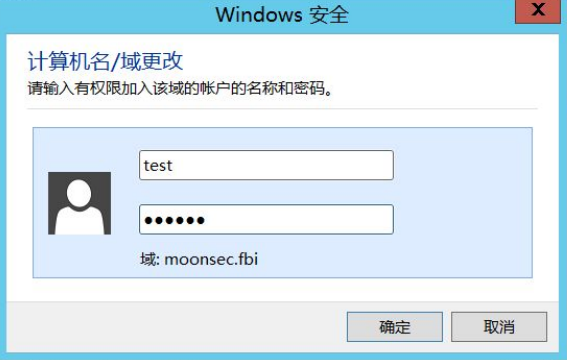 Windows 安全
X
计算机名/域更改
请输入有权限加入该域的帐户的名称和密码。
test
●●●●●●
域: moonsec.fbi
确定
取消